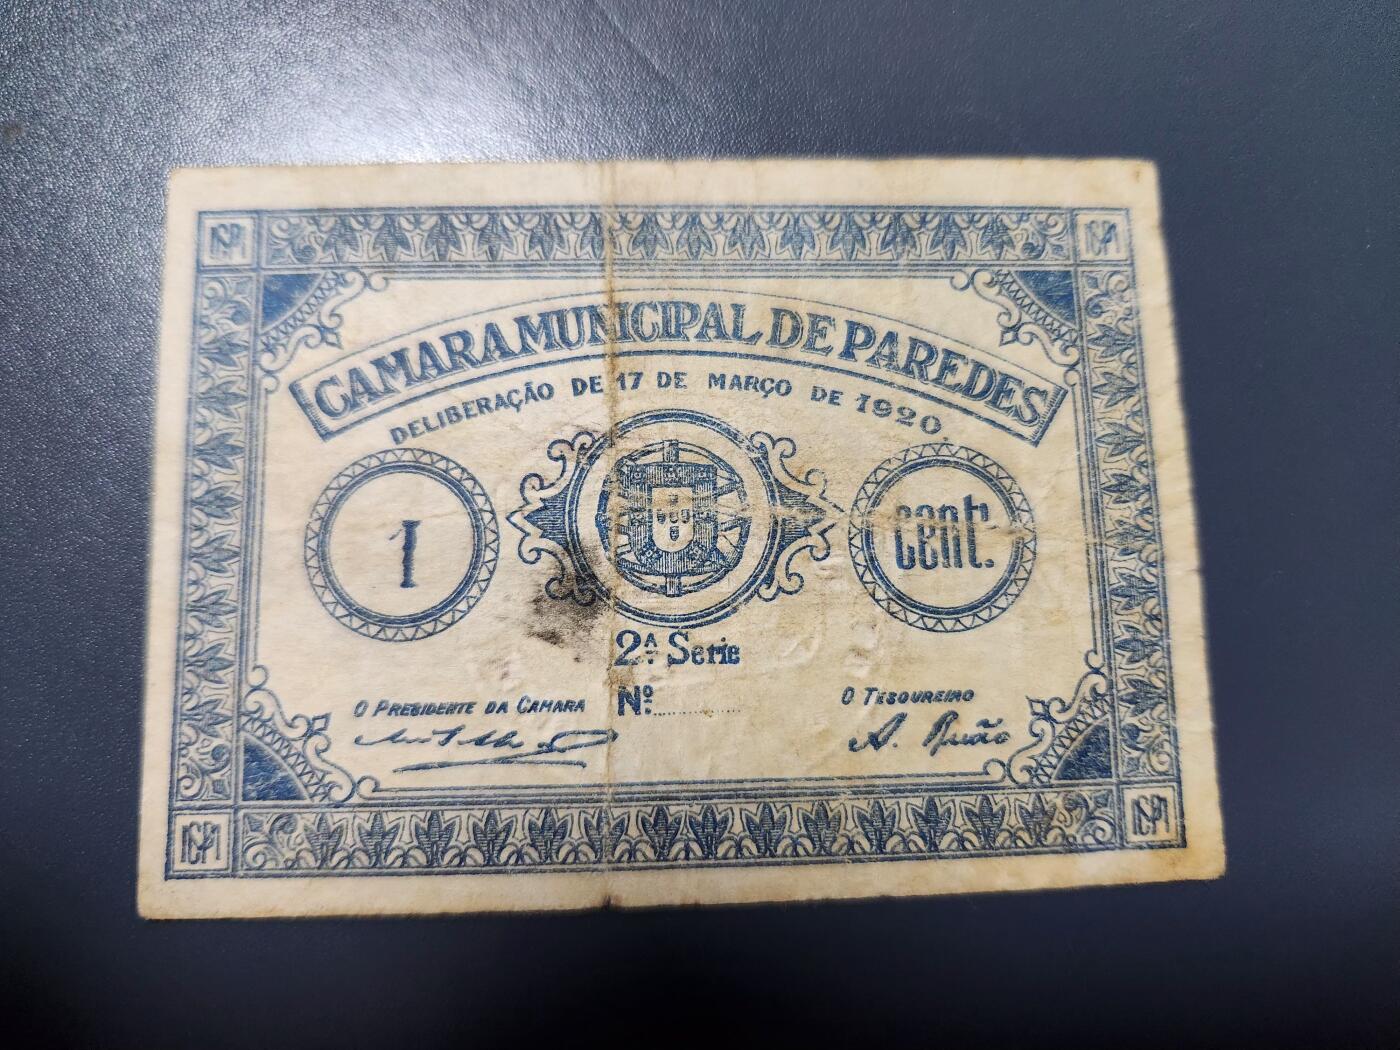 CAMARA MUNICIPAL DE PAREDES
DELIBERAÇÃO DE 17 DE MARÇO DE 1920
1
cent.
2ª Serie
Nº
O PRESIDENTE DA CAMARA
O TESOUREIRO
A.